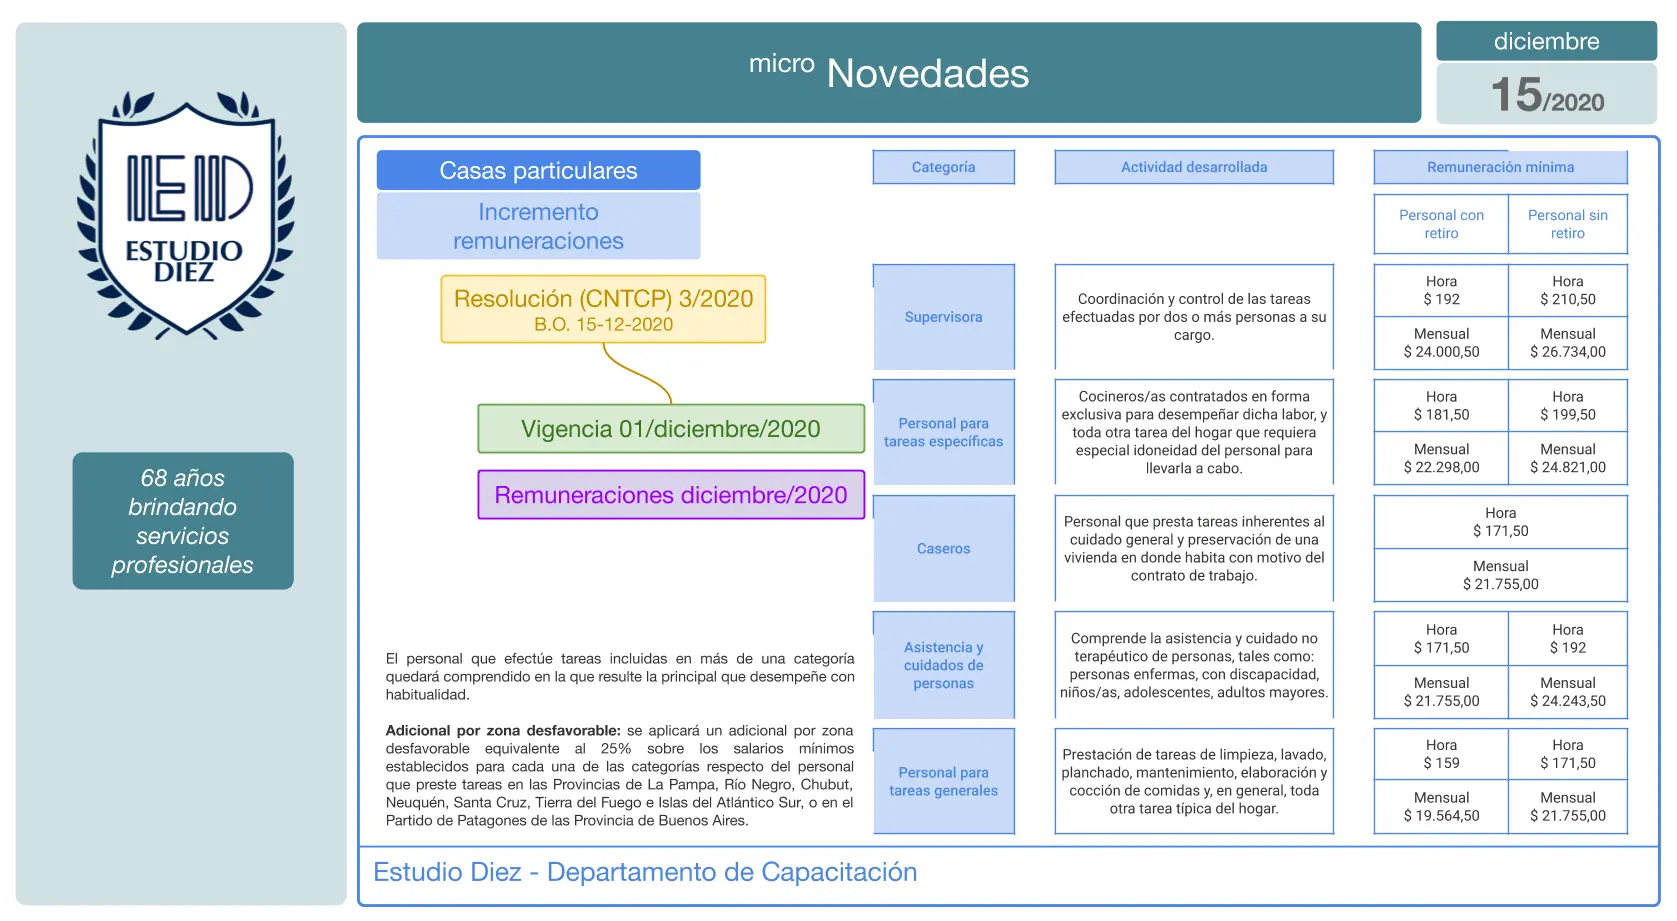 ESTUDIO
DIEZ
68 años
brindando
servicios
profesionales
micro Novedades
diciembre
15/2020
Casas particulares
Incremento
remuneraciones
Resolución (CNTCP) 3/2020
B.O. 15-12-2020
Vigencia 01/diciembre/2020
Remuneraciones diciembre/2020
El personal que efectúe tareas incluidas en más de una categoría
quedará comprendido en la que resulte la principal que desempeñe con
habitualidad.
Adicional por zona desfavorable: se aplicará un adicional por zona
desfavorable equivalente al 25% sobre los salarios mínimos
establecidos para cada una de las categorías respecto del personal
que preste tareas en las Provincias de La Pampa, Río Negro, Chubut,
Neuquén, Santa Cruz, Tierra del Fuego e Islas del Atlántico Sur, o en el
Partido de Patagones de las Provincia de Buenos Aires.
Categoría
Actividad desarrollada
Remuneración mínima
Personal con
retiro
Personal sin
retiro
Supervisora
Coordinación y control de las tareas
efectuadas por dos o más personas a su
cargo.
Hora
$ 192
Hora
$ 210,50
Mensual
$ 24.000,50
Mensual
$ 26.734,00
Personal para
tareas específicas
Cocineros/as contratados en forma
exclusiva para desempeñar dicha labor, y
toda otra tarea del hogar que requiera
especial idoneidad del personal para
llevarla a cabo.
Hora
$ 181,50
Hora
$ 199,50
Mensual
$ 22.298,00
Mensual
$ 24.821,00
Caseros
Personal que presta tareas inherentes al
cuidado general y preservación de una
vivienda en donde habita con motivo del
contrato de trabajo.
Hora
$ 171,50
Mensual
$ 21.755,00
Asistencia y
cuidados de
personas
Comprende la asistencia y cuidado no
terapéutico de personas, tales como:
personas enfermas, con discapacidad,
niños/as, adolescentes, adultos mayores.
Hora
$ 171,50
Hora
$ 192
Mensual
$ 21.755,00
Mensual
$ 24.243,50
Personal para
tareas generales
Prestación de tareas de limpieza, lavado,
planchado, mantenimiento, elaboración y
cocción de comidas y, en general, toda
otra tarea típica del hogar.
Hora
$ 159
Hora
$ 171,50
Mensual
$ 19.564,50
Mensual
$ 21.755,00
Estudio Diez - Departamento de Capacitación